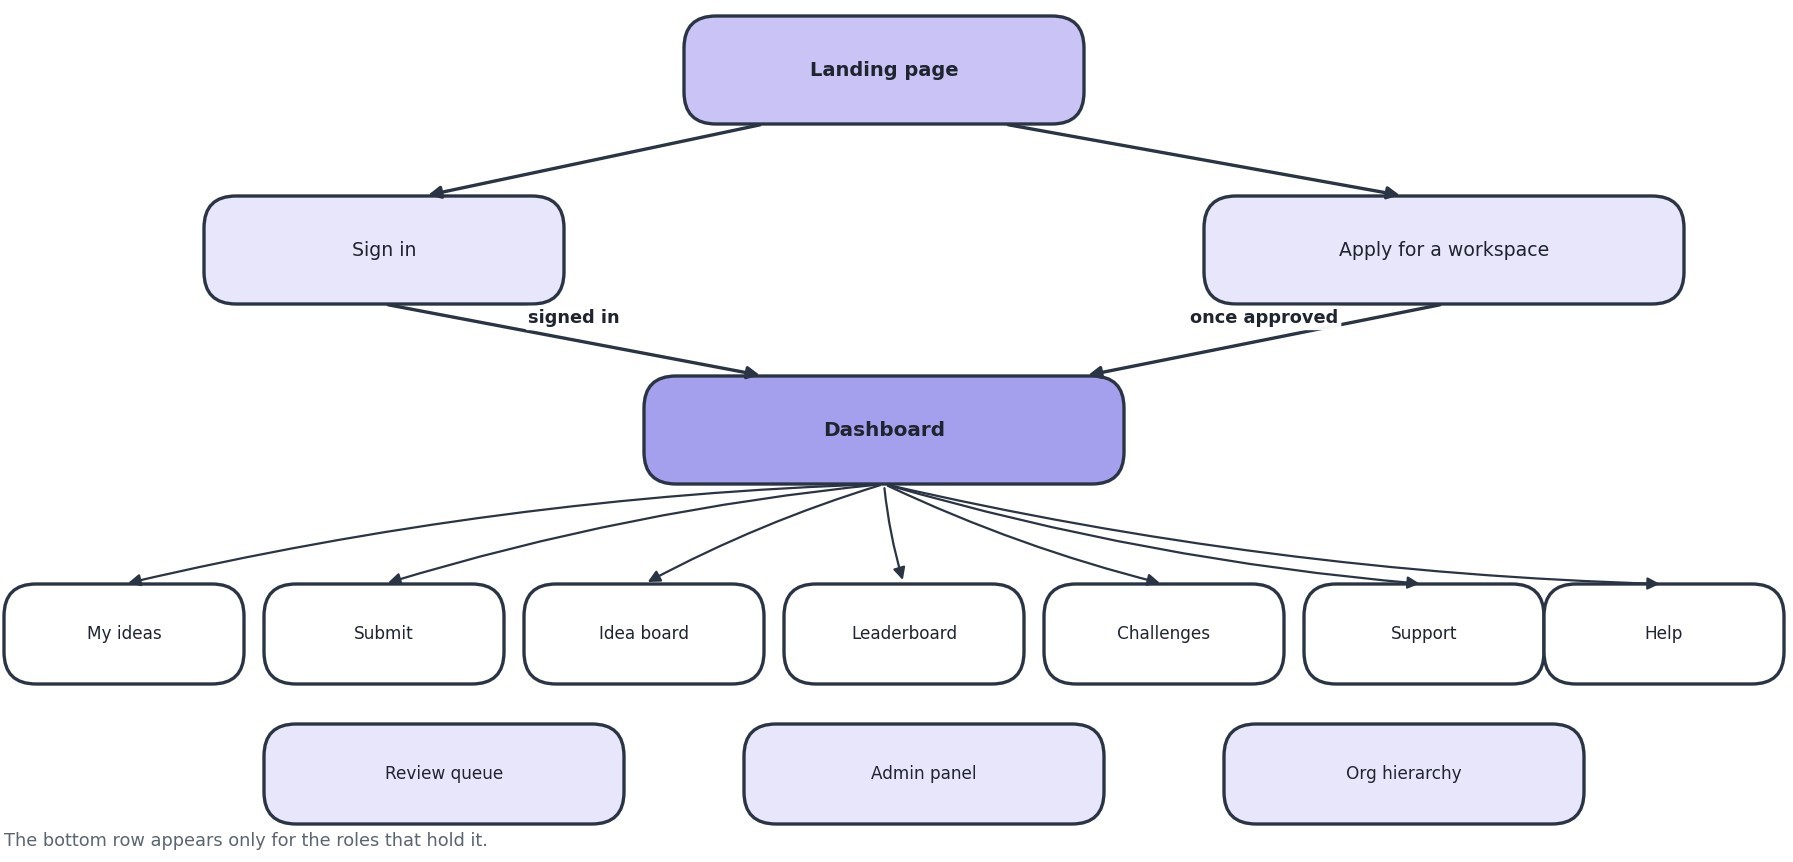 Landing page
Sign in
Apply for a workspace
signed in
once approved
Dashboard
My ideas
Submit
Idea board
Leaderboard
Challenges
Support
Help
Review queue
Admin panel
Org hierarchy
The bottom row appears only for the roles that hold it.